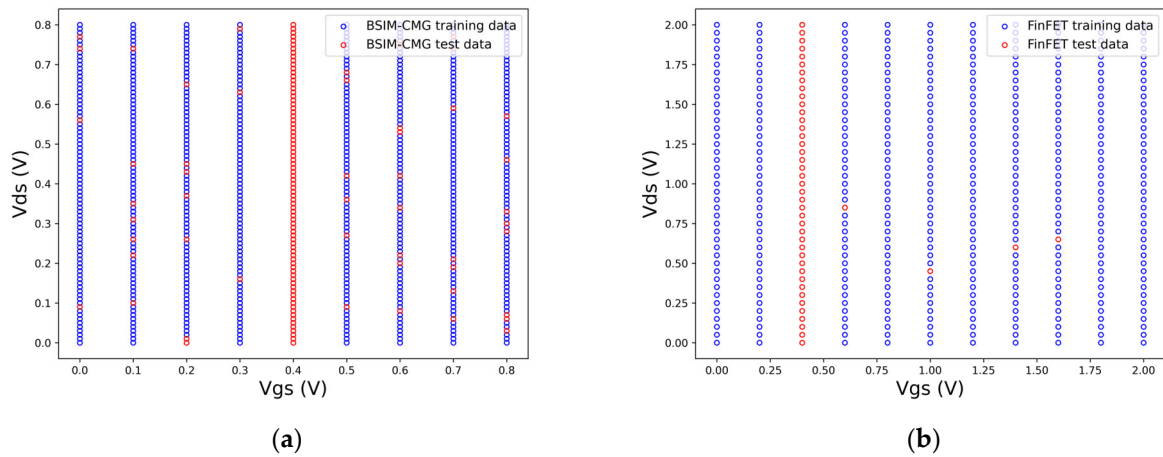 BSIM-CMG training data
BSIM-CMG test data
0.8
0.7
0.6
0.5
0.4
0.3
0.2
0.1
0.0
Vds (V)
0.0 0.1 0.2 0.3 0.4 0.5 0.6 0.7 0.8
Vgs (V)
(a)
FinFET training data
FinFET test data
2.00
1.75
1.50
1.25
1.00
0.75
0.50
0.25
0.00
Vds (V)
0.00 0.25 0.50 0.75 1.00 1.25 1.50 1.75 2.00
Vgs (V)
(b)